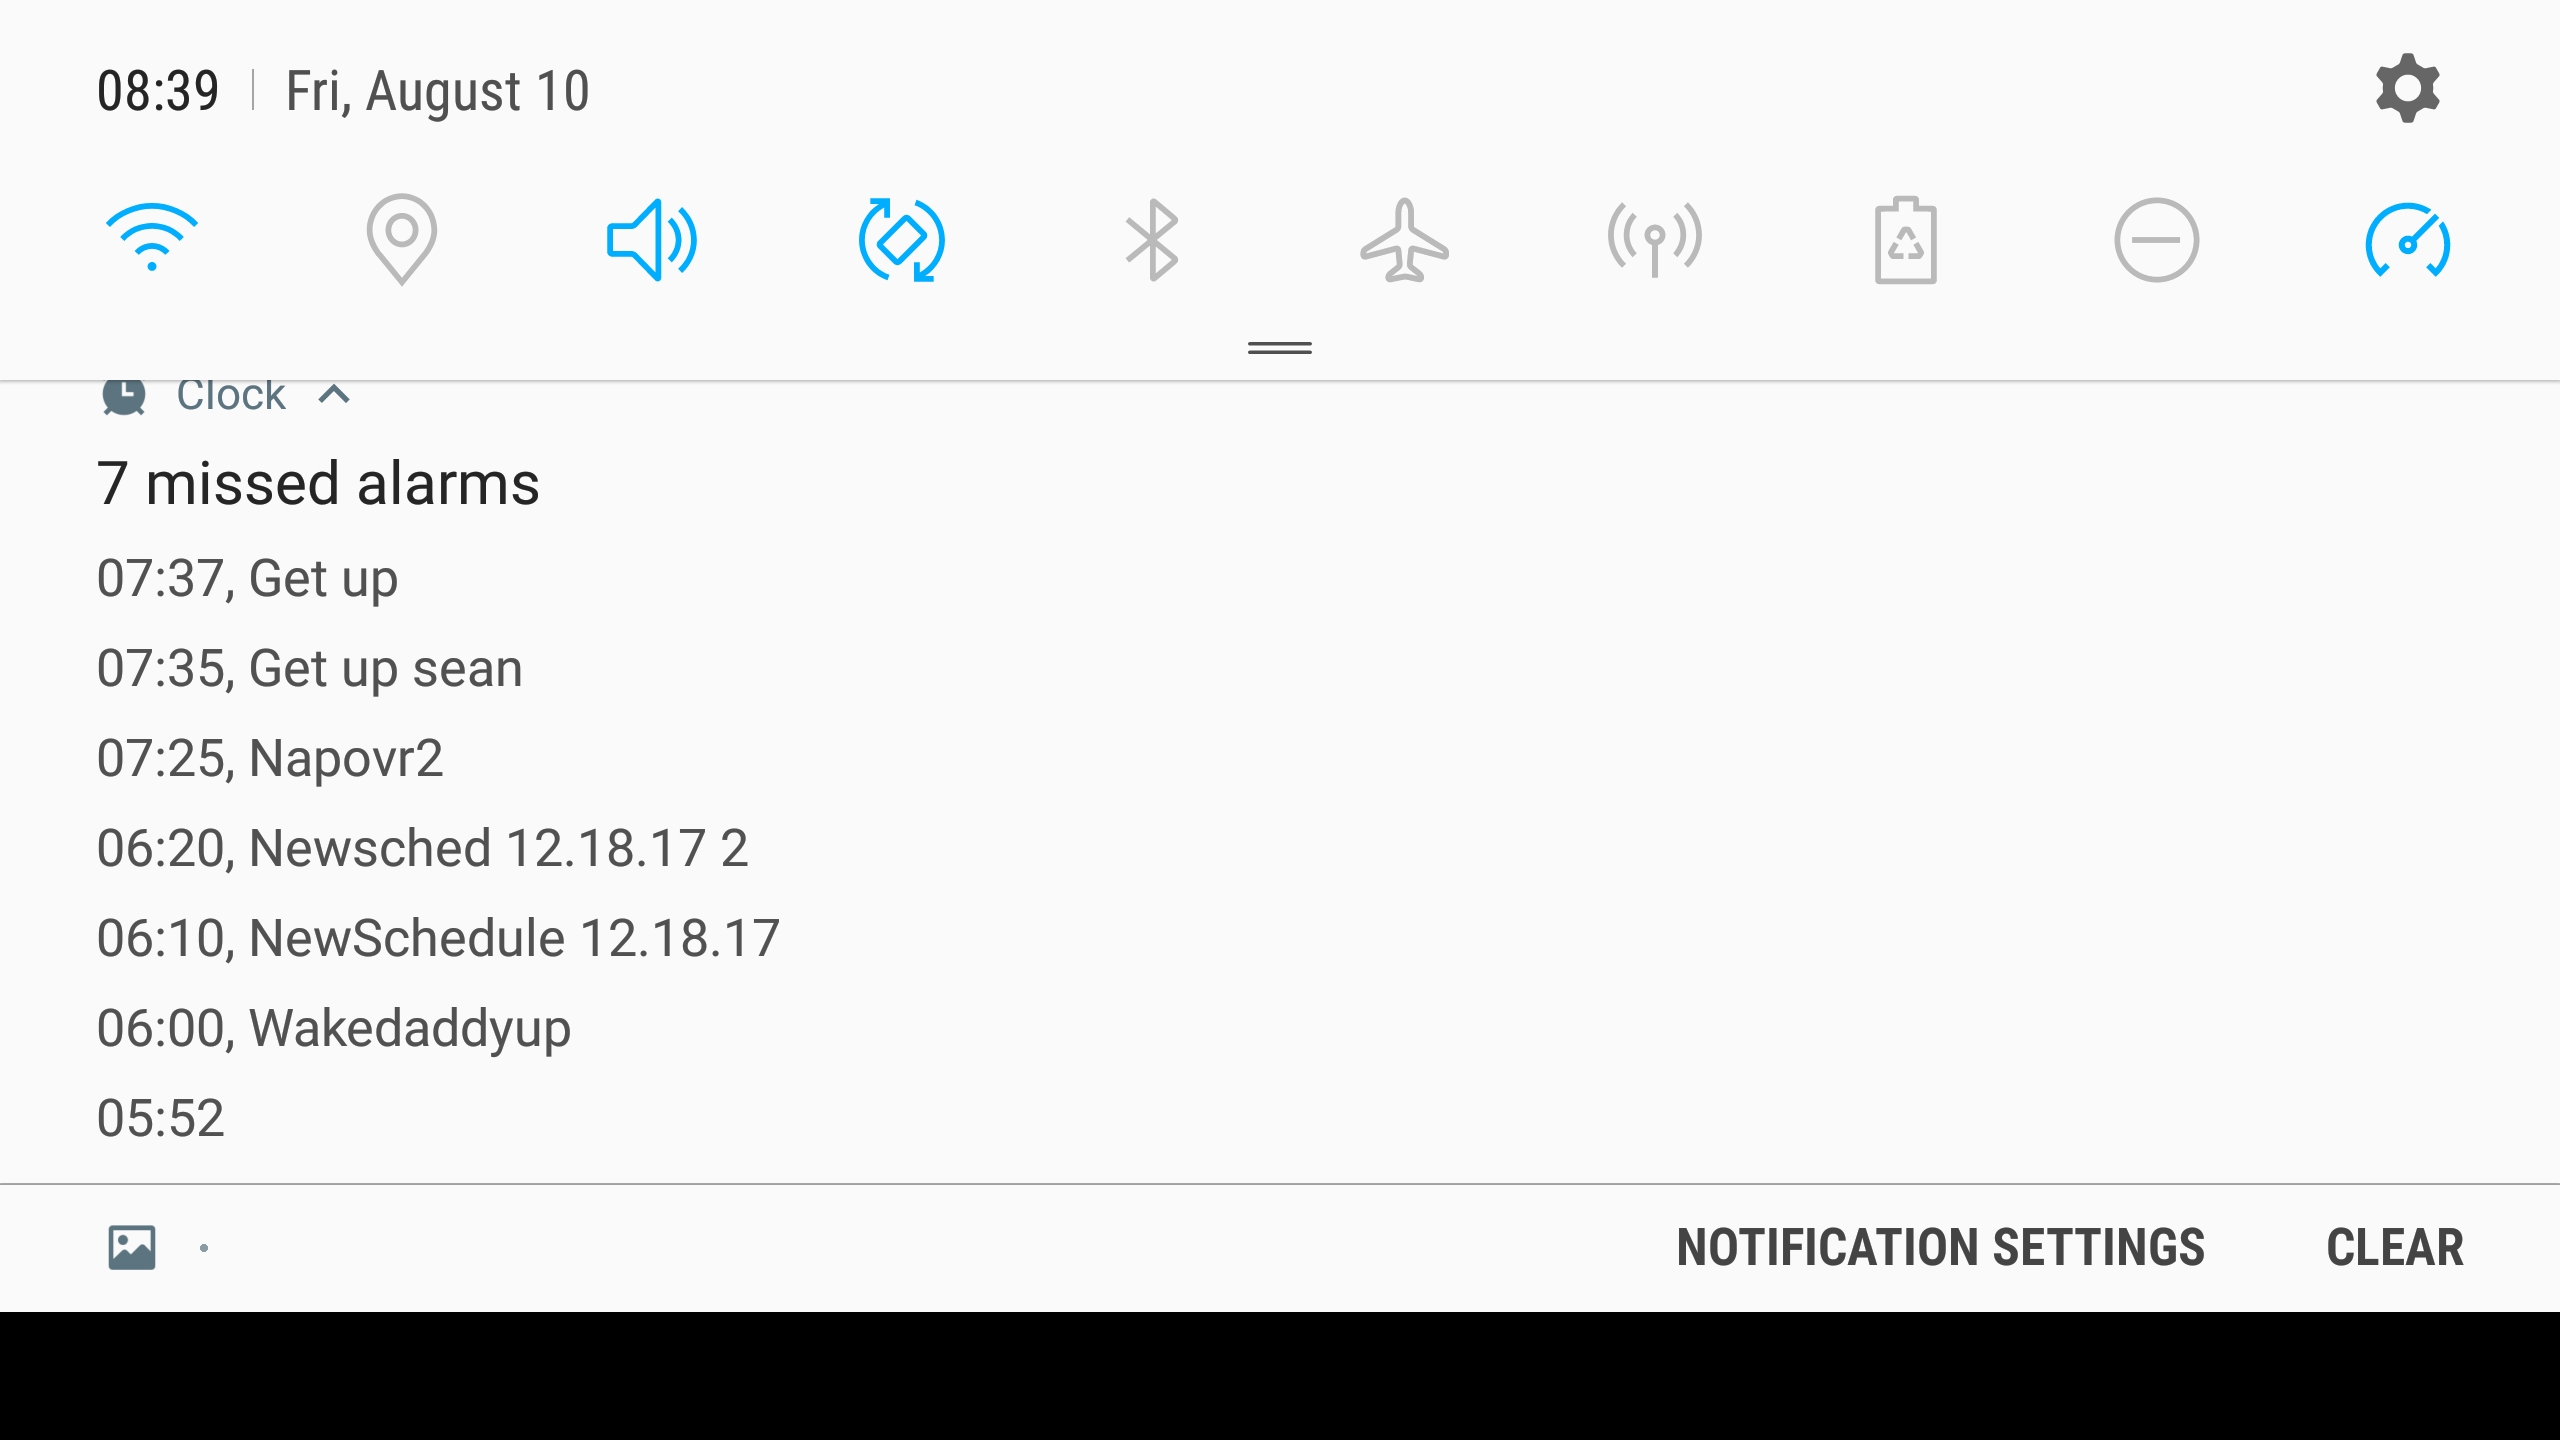 08:39 Fri, August 10
Clock
7 missed alarms
07:37, Get up
07:35, Get up sean
07:25, Napovr2
06:20, Newsched 12.18.17 2
06:10, NewSchedule 12.18.17
06:00, Wakedaddyup
05:52
NOTIFICATION SETTINGS CLEAR